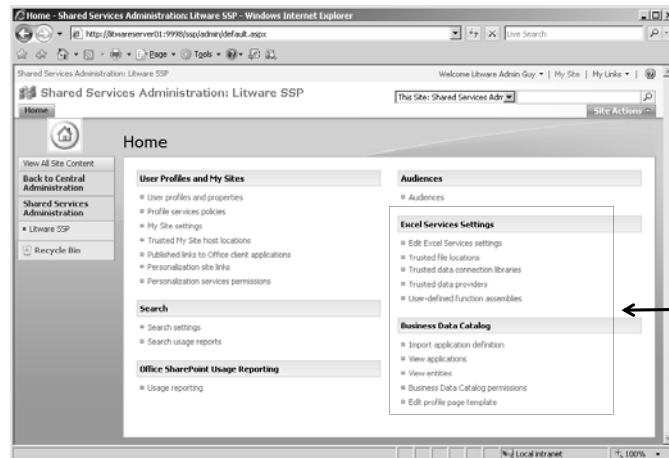 Home - Shared Services Administration: Litware SSP - Windows Internet Explorer
http://litwareserver01:9998/ssp/admin/default.aspx
Live Search
Page
Tools
Shared Services Administration: Litware SSP
Welcome Litware Admin Guy
| My Site
| My Links
|
Shared Services Administration: Litware SSP
This Site: Shared Services Adm
Home
Site Actions
Home
View All Site Content
Back to Central
Administration
Shared Services
Administration
Litware SSP
Recycle Bin
User Profiles and My Sites
User profiles and properties
Profile services policies
My Site settings
Trusted My Site host locations
Published links to Office client applications
Personalization site links
Personalization services permissions
Search
Search settings
Search usage reports
Office SharePoint Usage Reporting
Usage reporting
Audiences
Audiences
Excel Services Settings
Edit Excel Services settings
Trusted file locations
Trusted data connection libraries
Trusted data providers
User-defined function assemblies
Business Data Catalog
Import application definition
View applications
View entities
Business Data Catalog permissions
Edit profile page template
Local intranet
100%